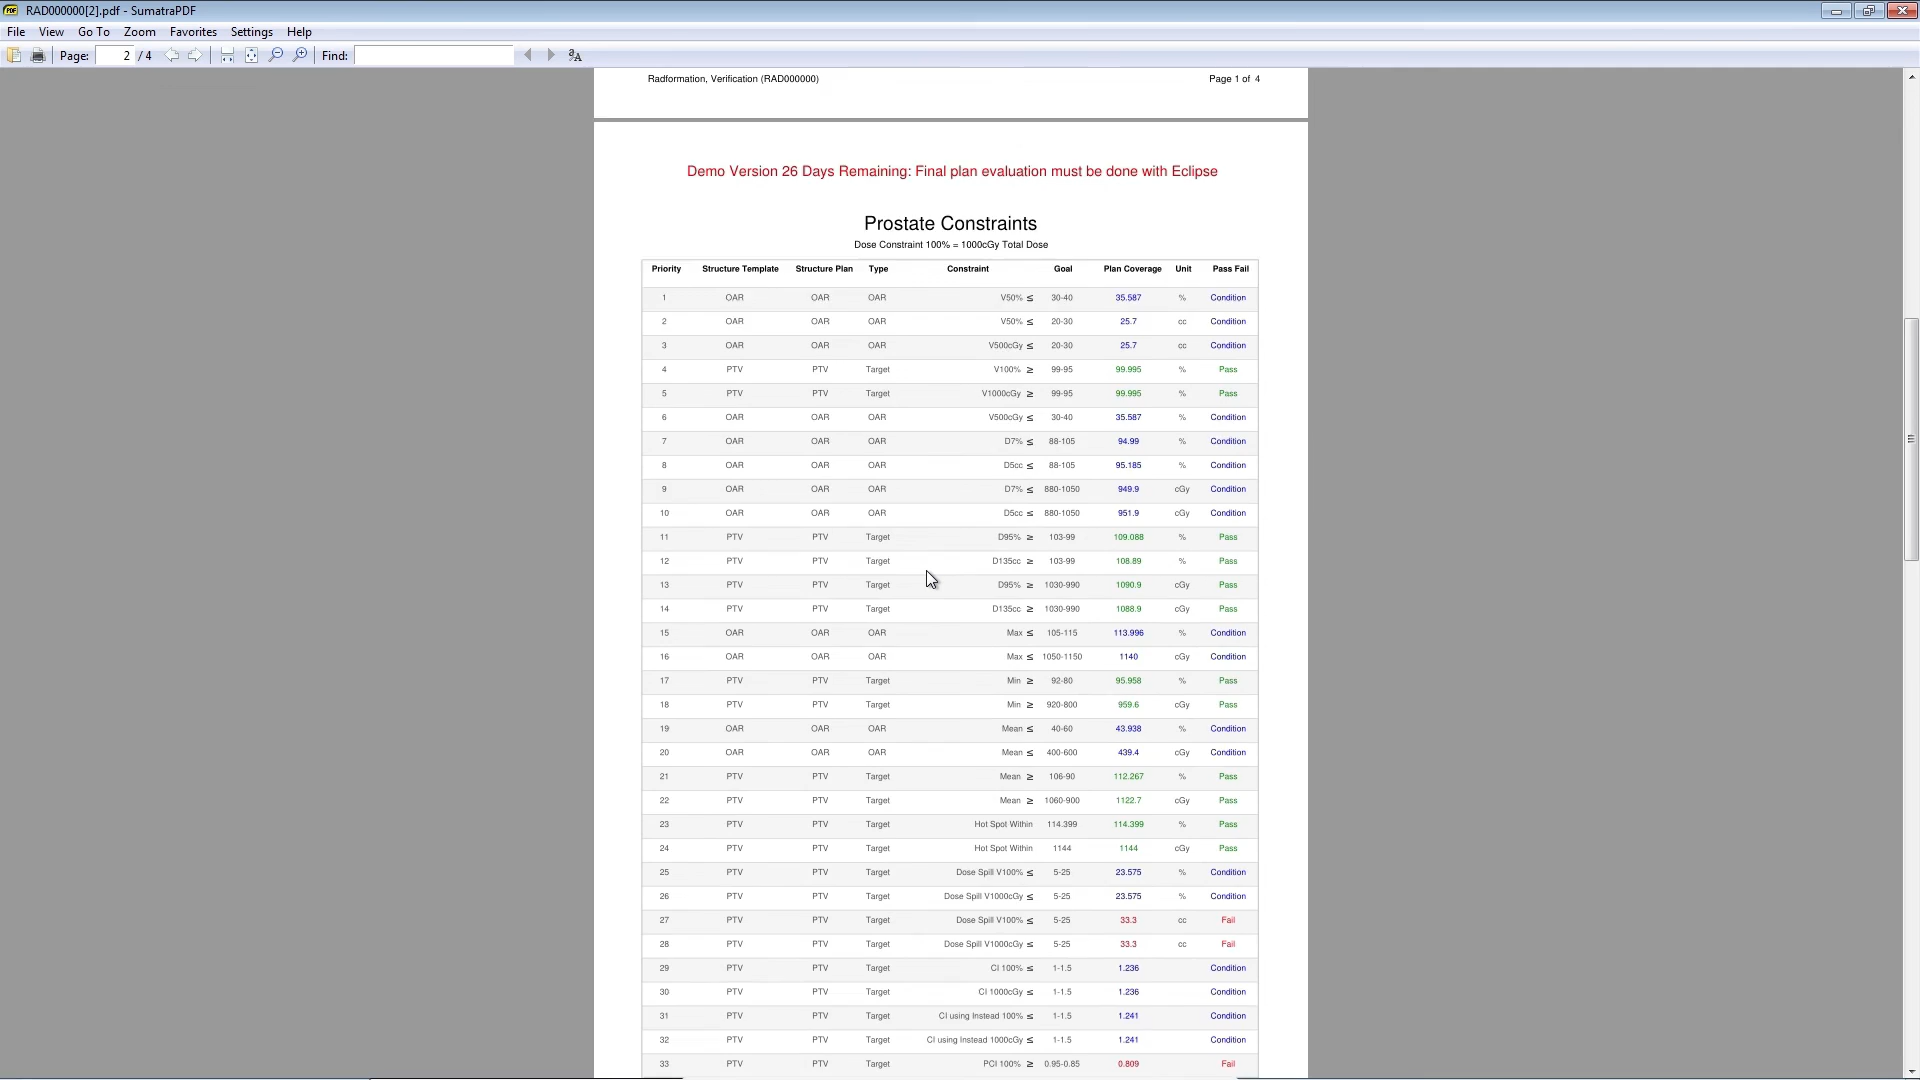 RAD000000[2].pdf - SumatraPDF
File View Go To Zoom Favorites Settings Help
Page: 2 / 4 Find:
Radformation, Verification (RAD000000) Page 1 of 4
Demo Version 26 Days Remaining: Final plan evaluation must be done with Eclipse
Prostate Constraints
Dose Constraint 100% = 1000cGy Total Dose
Priority Structure Template Structure Plan Type Constraint Goal Plan Coverage Unit Pass Fail
1 OAR OAR OAR V50% ≤ 30-40 35.587 % Condition
2 OAR OAR OAR V50% ≤ 20-30 25.7 cc Condition
3 OAR OAR OAR V500cGy ≤ 20-30 25.7 cc Condition
4 PTV PTV Target V100% ≥ 99-95 99.995 % Pass
5 PTV PTV Target V1000cGy ≥ 99-95 99.995 % Pass
6 OAR OAR OAR V500cGy ≤ 30-40 35.587 % Condition
7 OAR OAR OAR D7% ≤ 88-105 94.99 % Condition
8 OAR OAR OAR D5cc ≤ 88-105 95.185 % Condition
9 OAR OAR OAR D7% ≤ 880-1050 949.9 cGy Condition
10 OAR OAR OAR D5cc ≤ 880-1050 951.9 cGy Condition
11 PTV PTV Target D95% ≥ 103-99 109.088 % Pass
12 PTV PTV Target D135cc ≥ 103-99 108.89 % Pass
13 PTV PTV Target D95% ≥ 1030-990 1090.9 cGy Pass
14 PTV PTV Target D135cc ≥ 1030-990 1088.9 cGy Pass
15 OAR OAR OAR Max ≤ 105-115 113.996 % Condition
16 OAR OAR OAR Max ≤ 1050-1150 1140 cGy Condition
17 PTV PTV Target Min ≥ 92-80 95.958 % Pass
18 PTV PTV Target Min ≥ 920-800 959.6 cGy Pass
19 OAR OAR OAR Mean ≤ 40-60 43.938 % Condition
20 OAR OAR OAR Mean ≤ 400-600 439.4 cGy Condition
21 PTV PTV Target Mean ≥ 106-90 112.267 % Pass
22 PTV PTV Target Mean ≥ 1060-900 1122.7 cGy Pass
23 PTV PTV Target Hot Spot Within 114.399 114.399 % Pass
24 PTV PTV Target Hot Spot Within 1144 1144 cGy Pass
25 PTV PTV Target Dose Spill V100% ≤ 5-25 23.575 % Condition
26 PTV PTV Target Dose Spill V1000cGy ≤ 5-25 23.575 % Condition
27 PTV PTV Target Dose Spill V100% ≤ 5-25 33.3 cc Fail
28 PTV PTV Target Dose Spill V1000cGy ≤ 5-25 33.3 cc Fail
29 PTV PTV Target CI 100% ≤ 1-1.5 1.236 Condition
30 PTV PTV Target CI 1000cGy ≤ 1-1.5 1.236 Condition
31 PTV PTV Target CI using Instead 100% ≤ 1-1.5 1.241 Condition
32 PTV PTV Target CI using Instead 1000cGy ≤ 1-1.5 1.241 Condition
33 PTV PTV Target PCI 100% ≥ 0.95-0.85 0.809 Fail